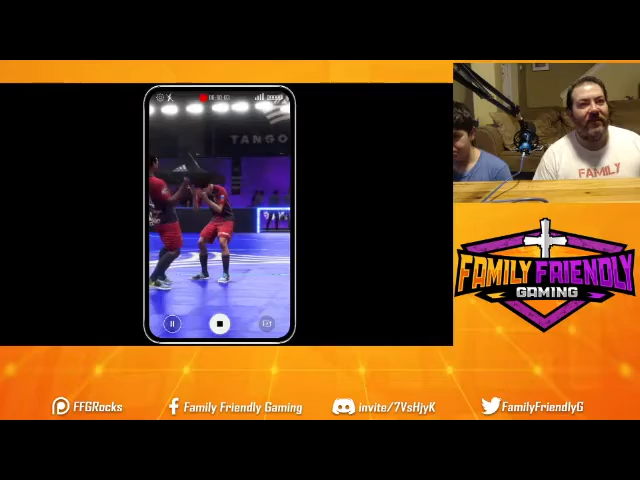 TANGO
FAMILY
FAMILY FRIENDLY
GAMING
FFGRocks
Family Friendly Gaming
invite/7VsHjyK
FamilyFriendlyG